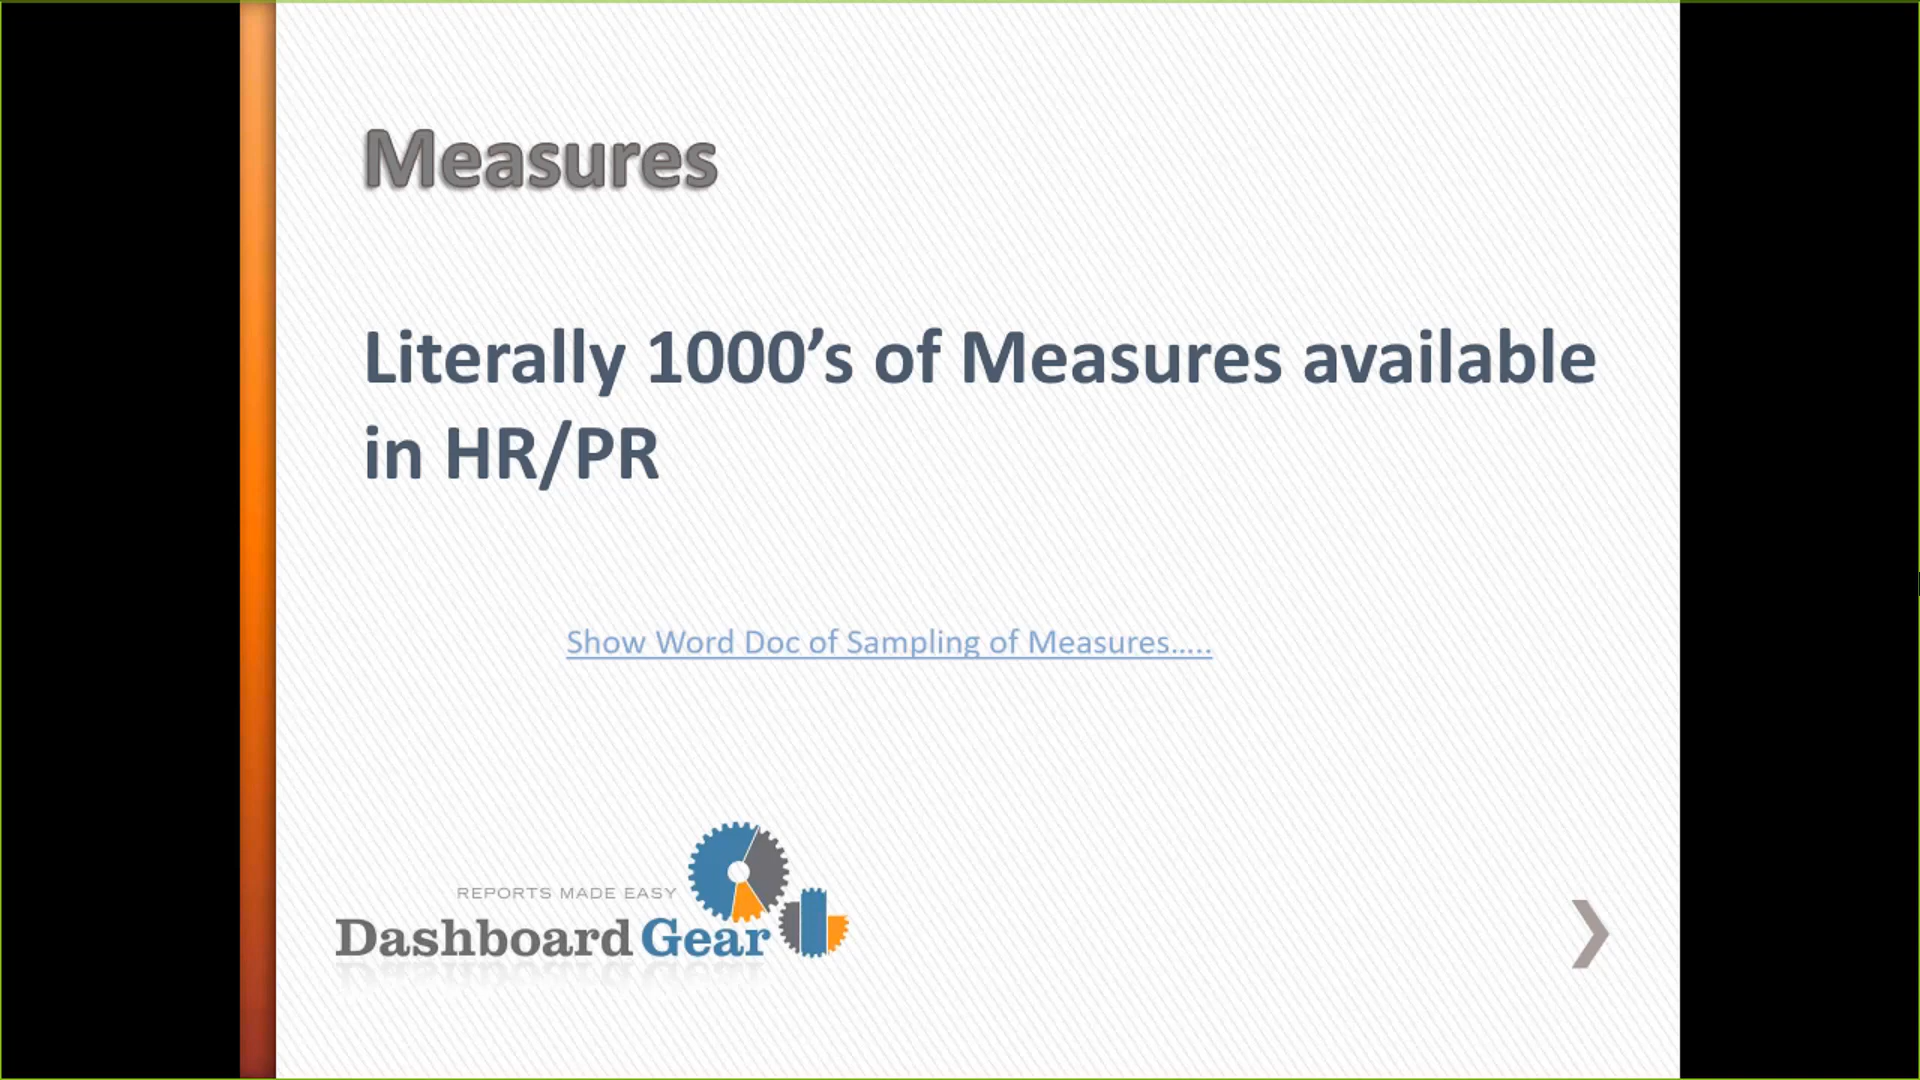 Measures
Literally 1000’s of Measures available
in HR/PR
Show Word Doc of Sampling of Measures.....
REPORTS MADE EASY
Dashboard Gear